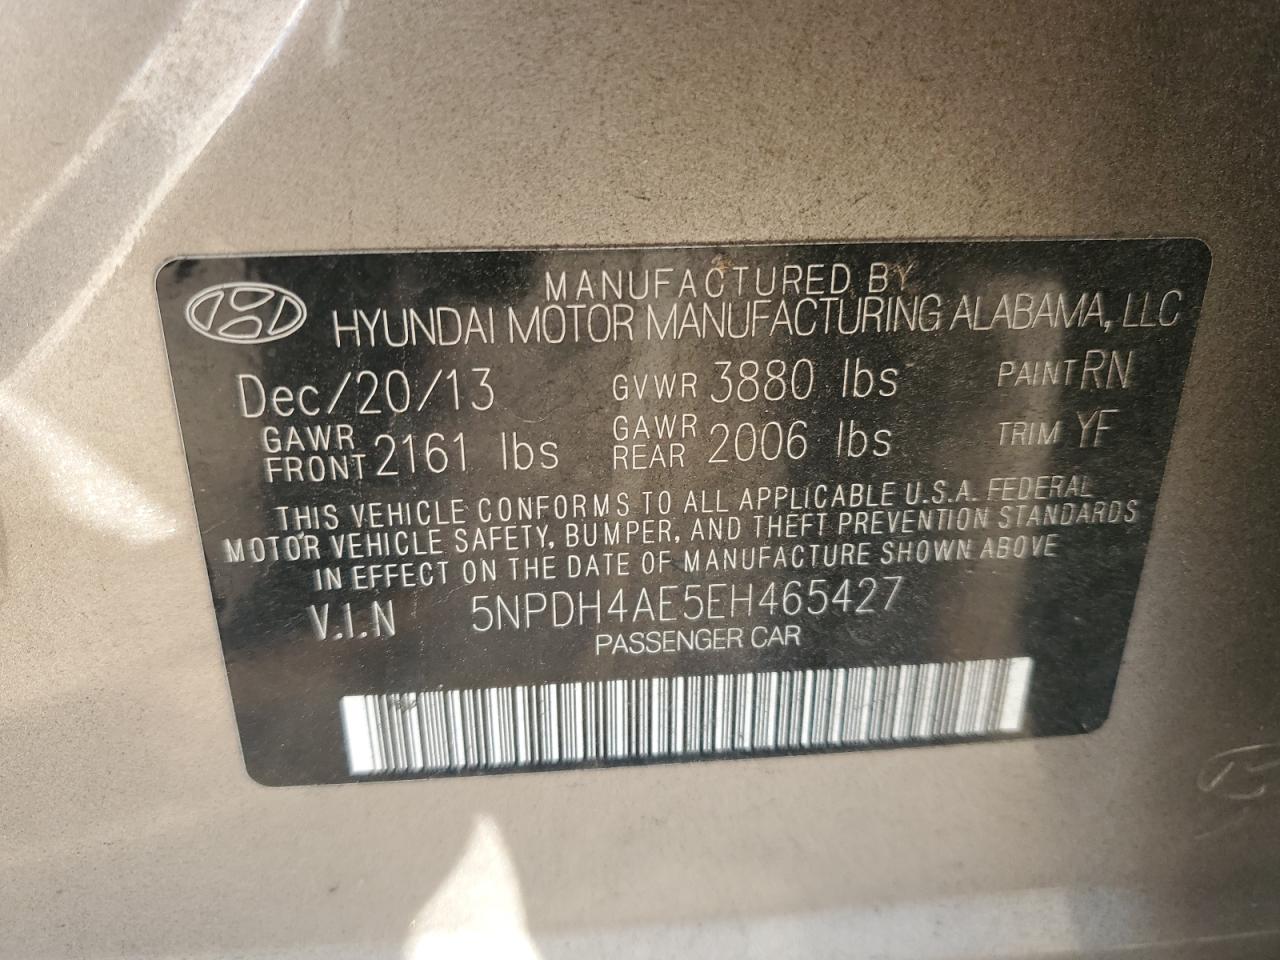 MANUFACTURED BY
HYUNDAI MOTOR MANUFACTURING ALABAMA, LLC
Dec/20/13 GVWR 3880 lbs PAINT RN
GAWR FRONT 2161 lbs GAWR REAR 2006 lbs TRIM YF
THIS VEHICLE CONFORMS TO ALL APPLICABLE U.S.A. FEDERAL
MOTOR VEHICLE SAFETY, BUMPER, AND THEFT PREVENTION STANDARDS
IN EFFECT ON THE DATE OF MANUFACTURE SHOWN ABOVE
V.I.N 5NPDH4AE5EH465427
PASSENGER CAR